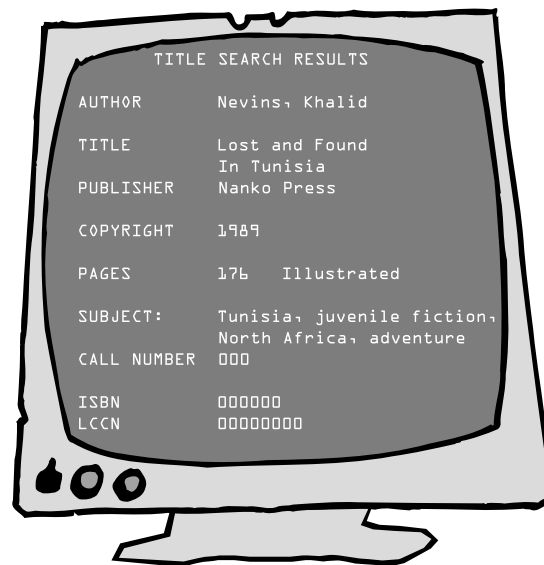 TITLE SEARCH RESULTS
AUTHOR Nevins, Khalid
TITLE Lost and Found
In Tunisia
PUBLISHER Nanko Press
COPYRIGHT 1989
PAGES 176 Illustrated
SUBJECT: Tunisia, juvenile fiction,
North Africa, adventure
CALL NUMBER 000
ISBN 000000
LCCN 00000000